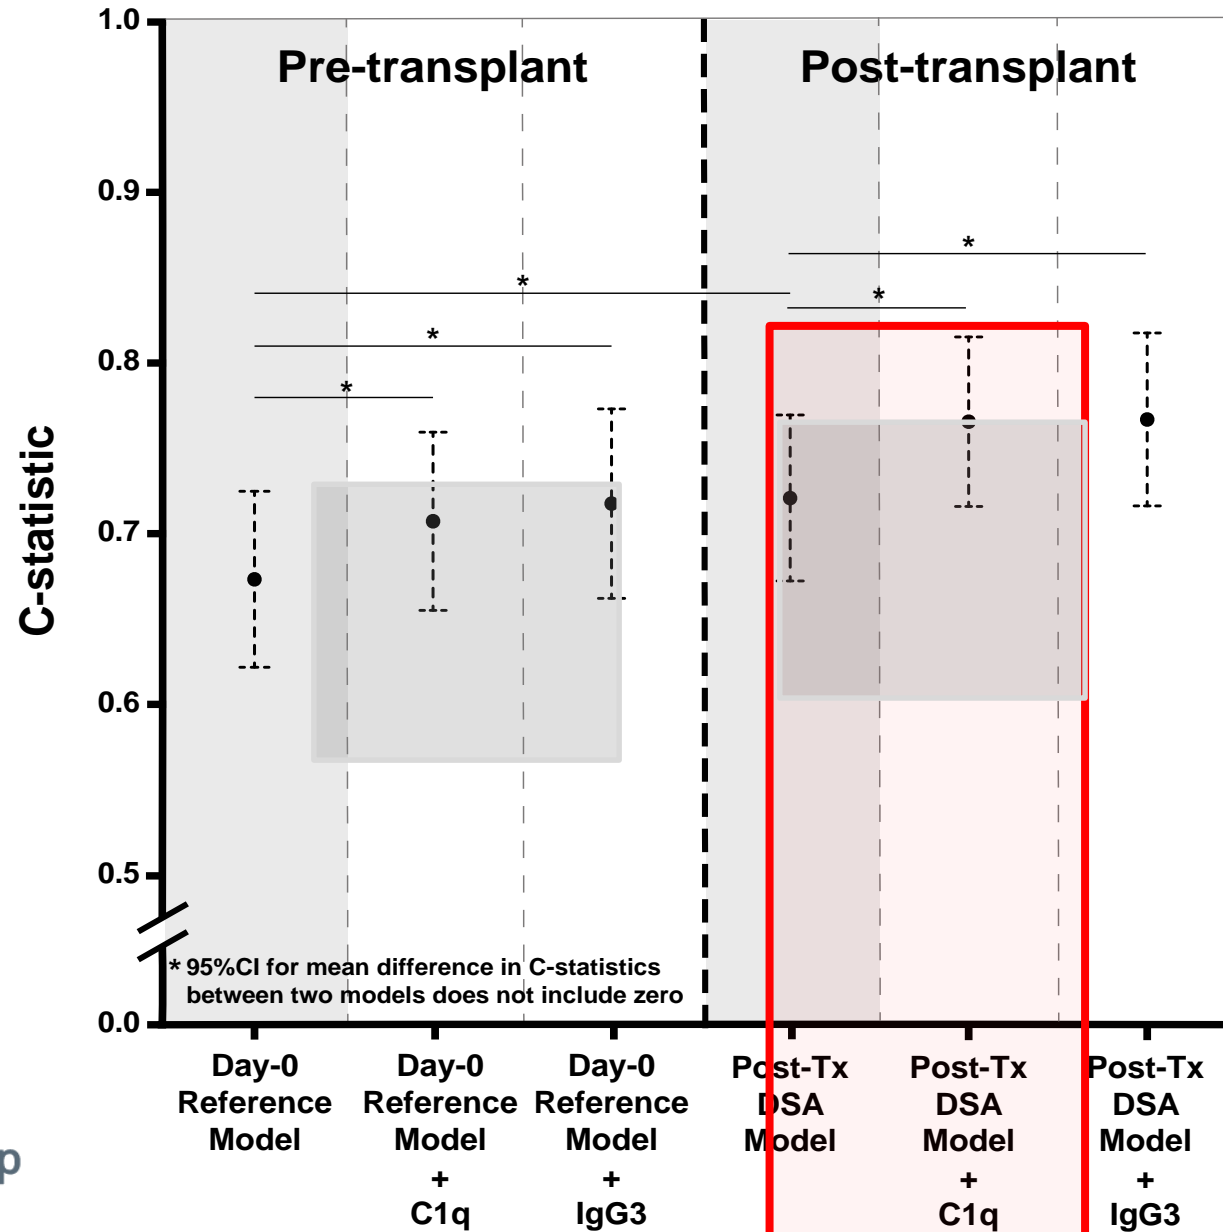 1.0
Pre-transplant
Post-transplant
0.9
*
*
*
*
*
0.8
C-statistic
0.7
0.6
0.5
* 95%CI for mean difference in C-statistics
between two models does not include zero
0.0
Day-0
Reference
Model
Day-0
Reference
Model
+
C1q
Day-0
Reference
Model
+
IgG3
Post-Tx
DSA
Model
Post-Tx
DSA
Model
+
C1q
Post-Tx
DSA
Model
+
IgG3
p